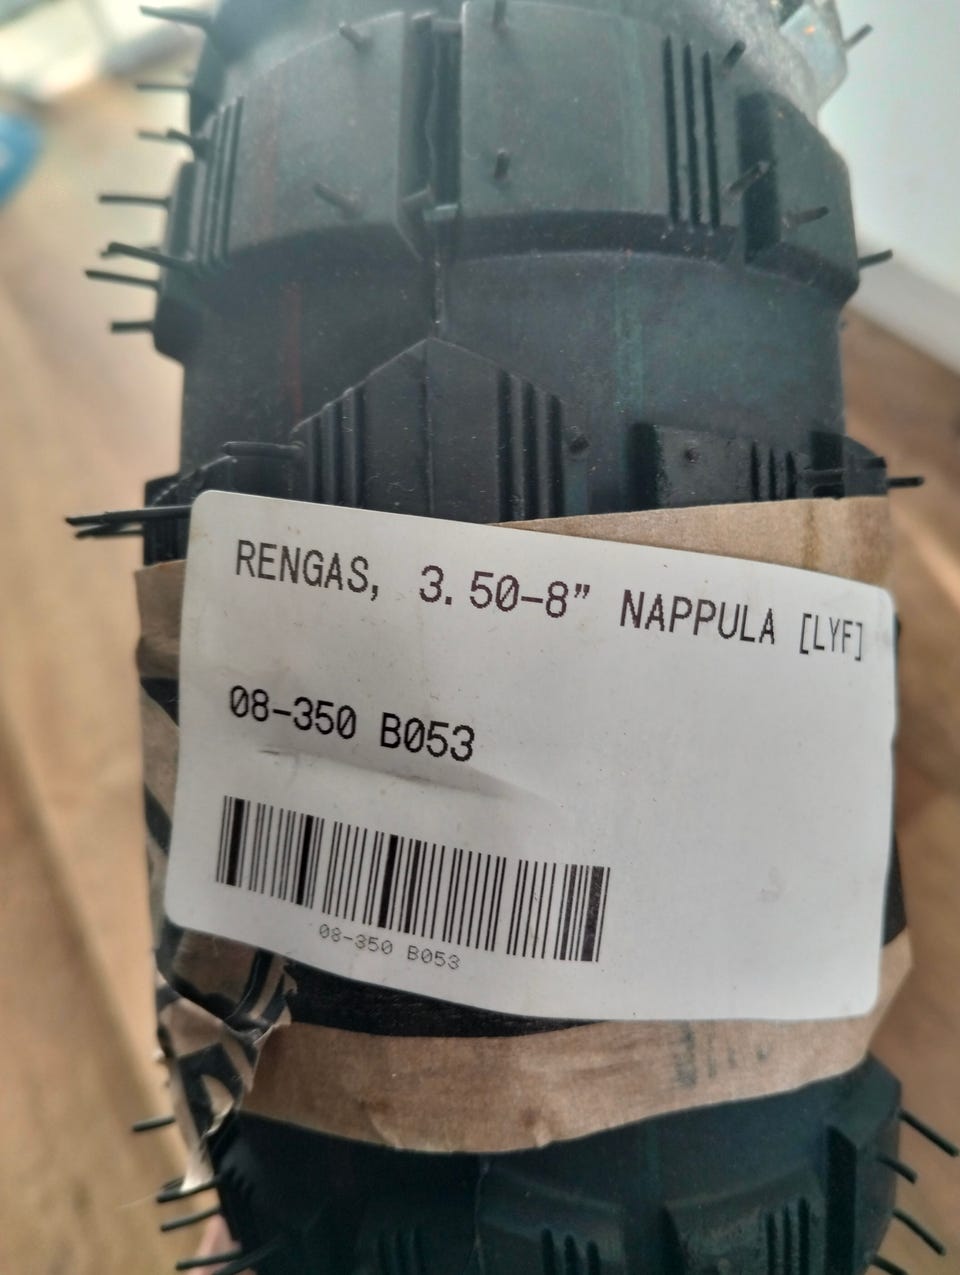 RENGAS, 3.50-8” NAPPULA [LYF]
08-350 B053
08-350 B053